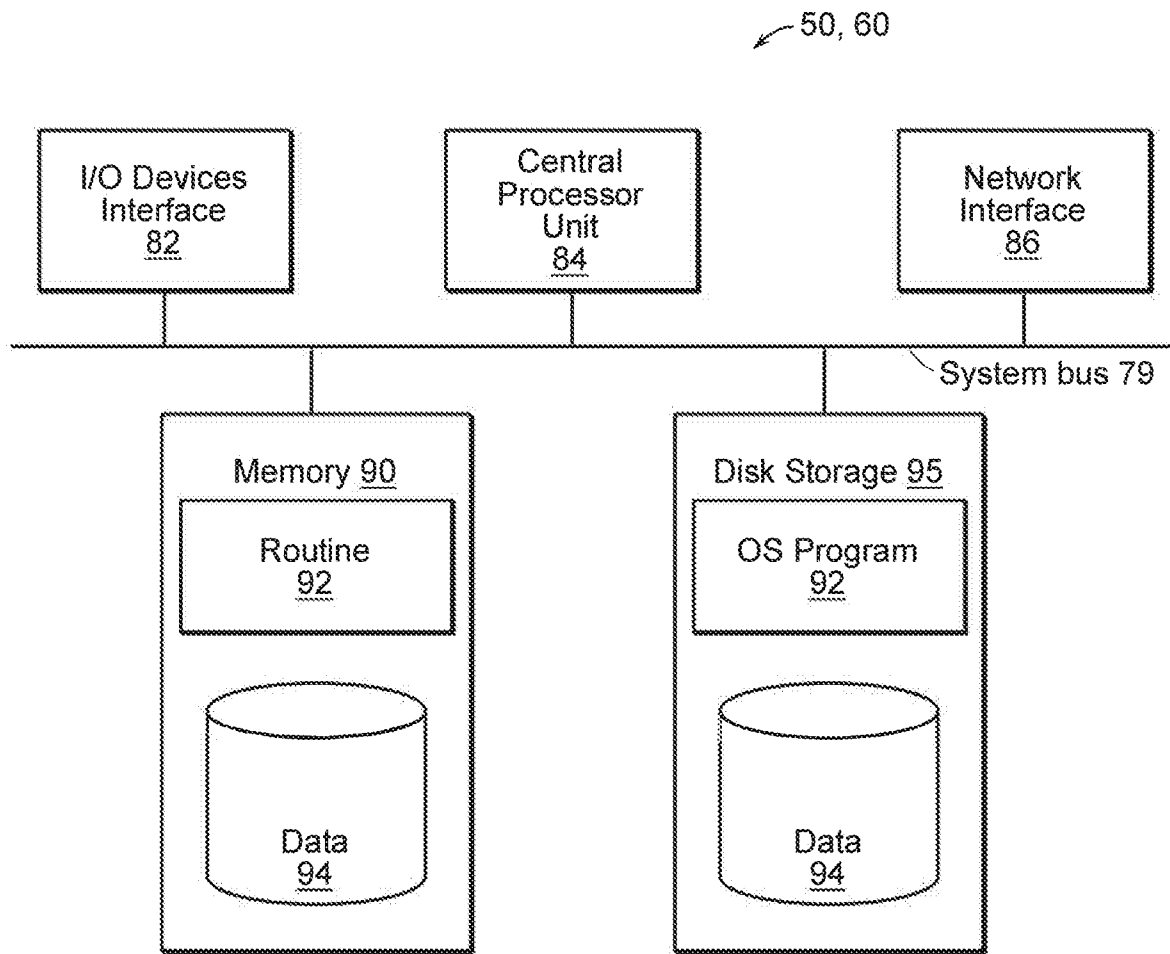 50, 60
I/O Devices
Interface
82
Central
Processor
Unit
84
Network
Interface
86
System bus 79
Memory 90
Routine
92
Data
94
Disk Storage 95
OS Program
92
Data
94